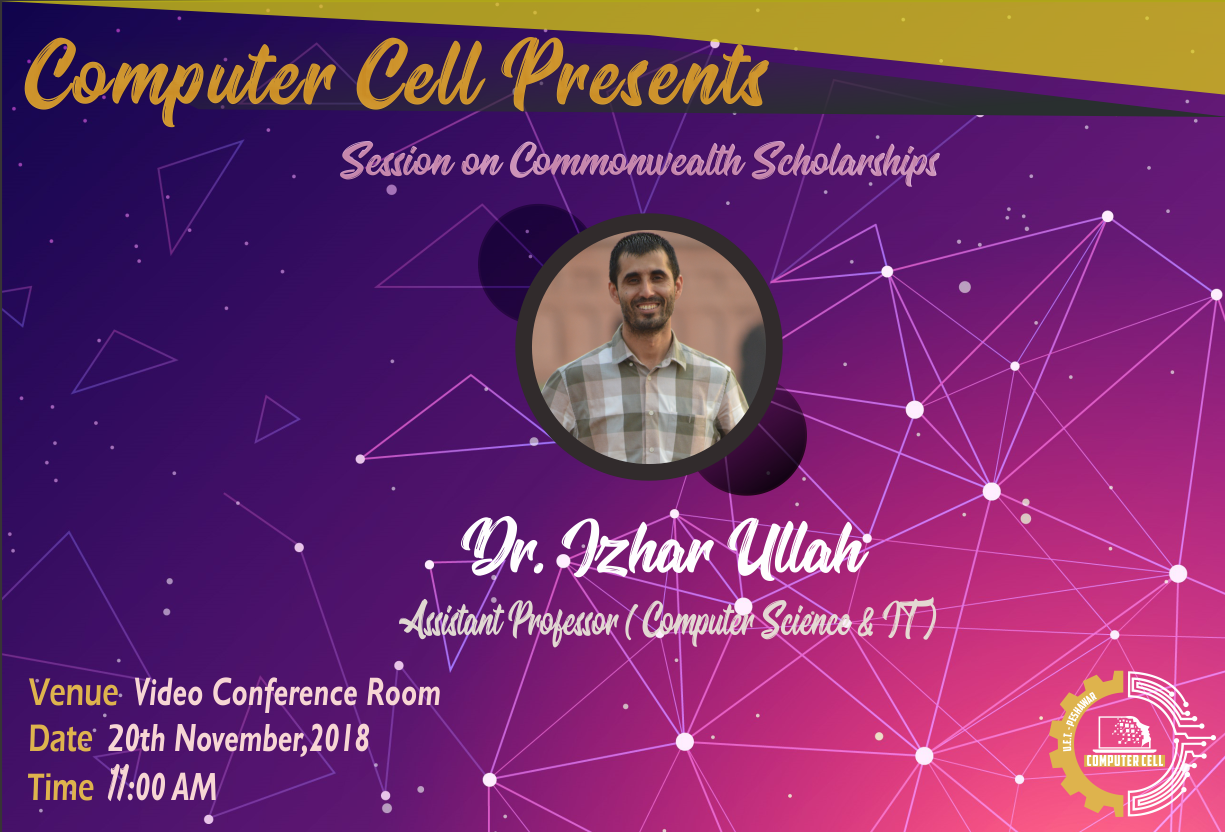 Computer Cell Presents
Session on Commonwealth Scholarships
Dr. Izhar Ullah
Assistant Professor ( Computer Science & IT )
Venue Video Conference Room
Date 20th November,2018
Time 11:00 AM
U.E.T - PESHAWAR
COMPUTER CELL